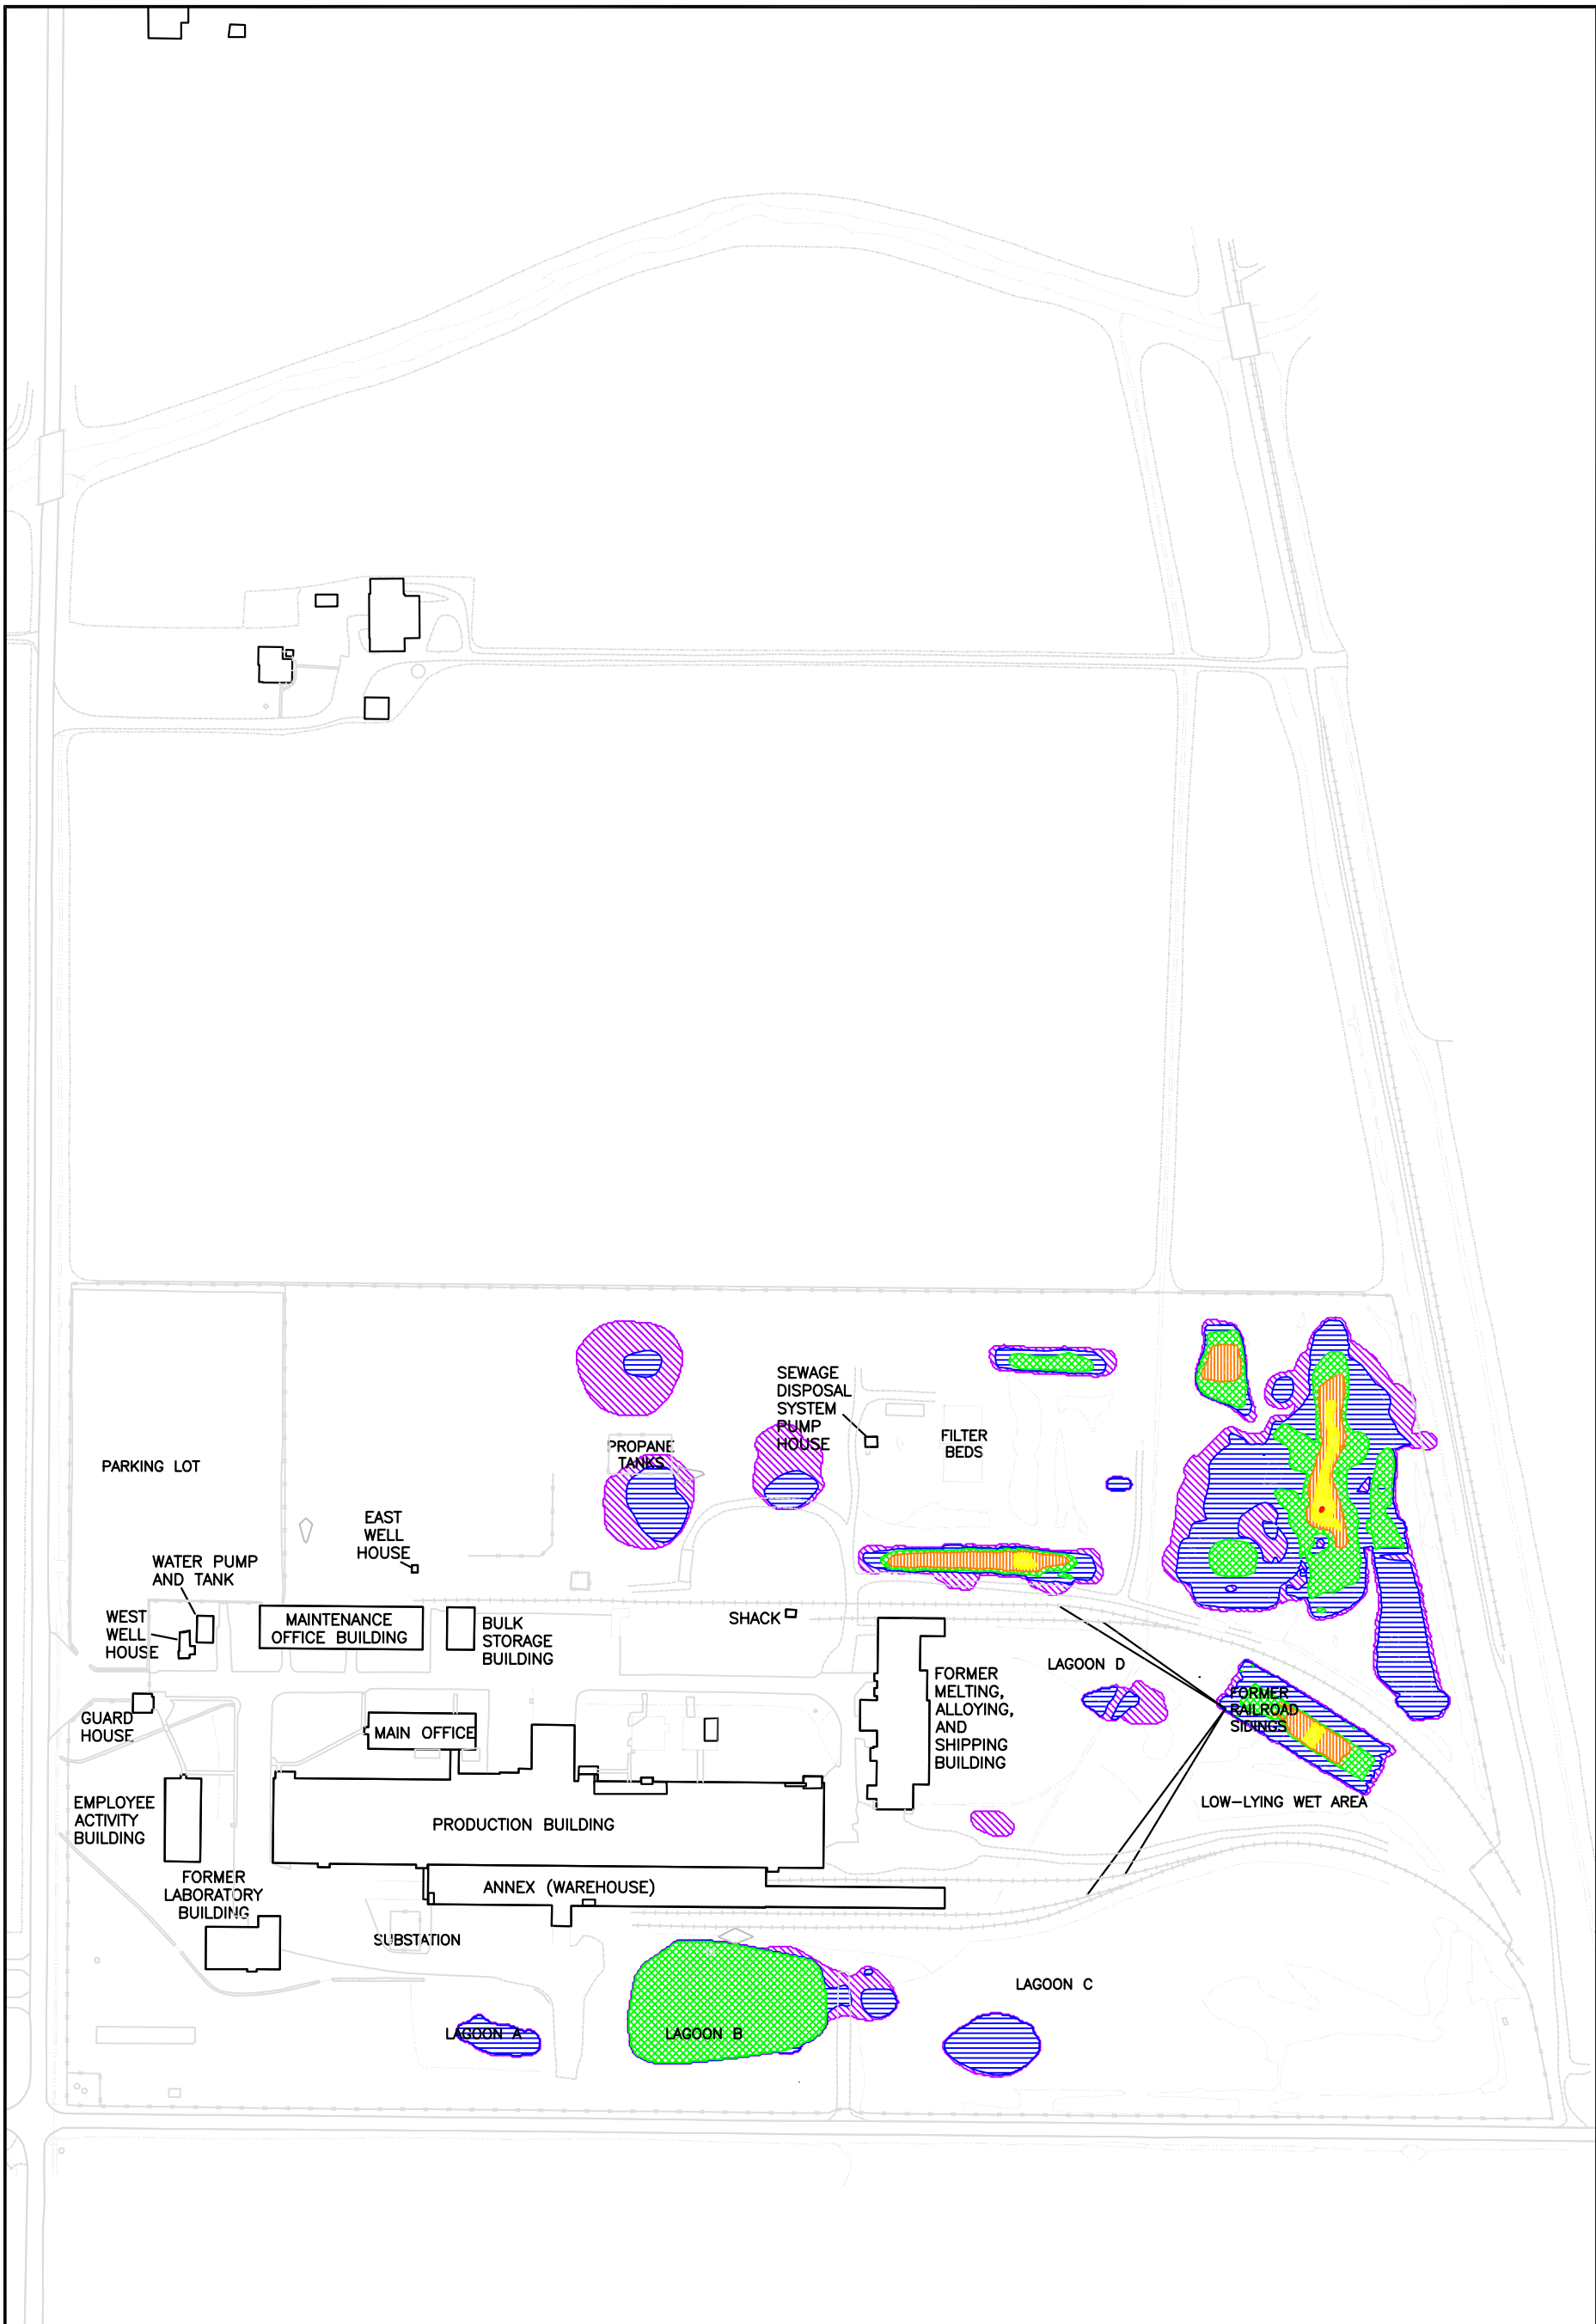 SEWAGE
DISPOSAL
SYSTEM
PUMP
HOUSE
FILTER
BEDS
PROPANE
TANKS
PARKING LOT
EAST
WELL
HOUSE
WATER PUMP
AND TANK
WEST
WELL
HOUSE
MAINTENANCE
OFFICE BUILDING
BULK
STORAGE
BUILDING
SHACK
LAGOON D
FORMER
MELTING,
ALLOYING,
AND
SHIPPING
BUILDING
FORMER
RAILROAD
SIDINGS
GUARD
HOUSE
MAIN OFFICE
LOW-LYING WET AREA
EMPLOYEE
ACTIVITY
BUILDING
PRODUCTION BUILDING
FORMER
LABORATORY
BUILDING
ANNEX (WAREHOUSE)
SUBSTATION
LAGOON C
LAGOON A
LAGOON B